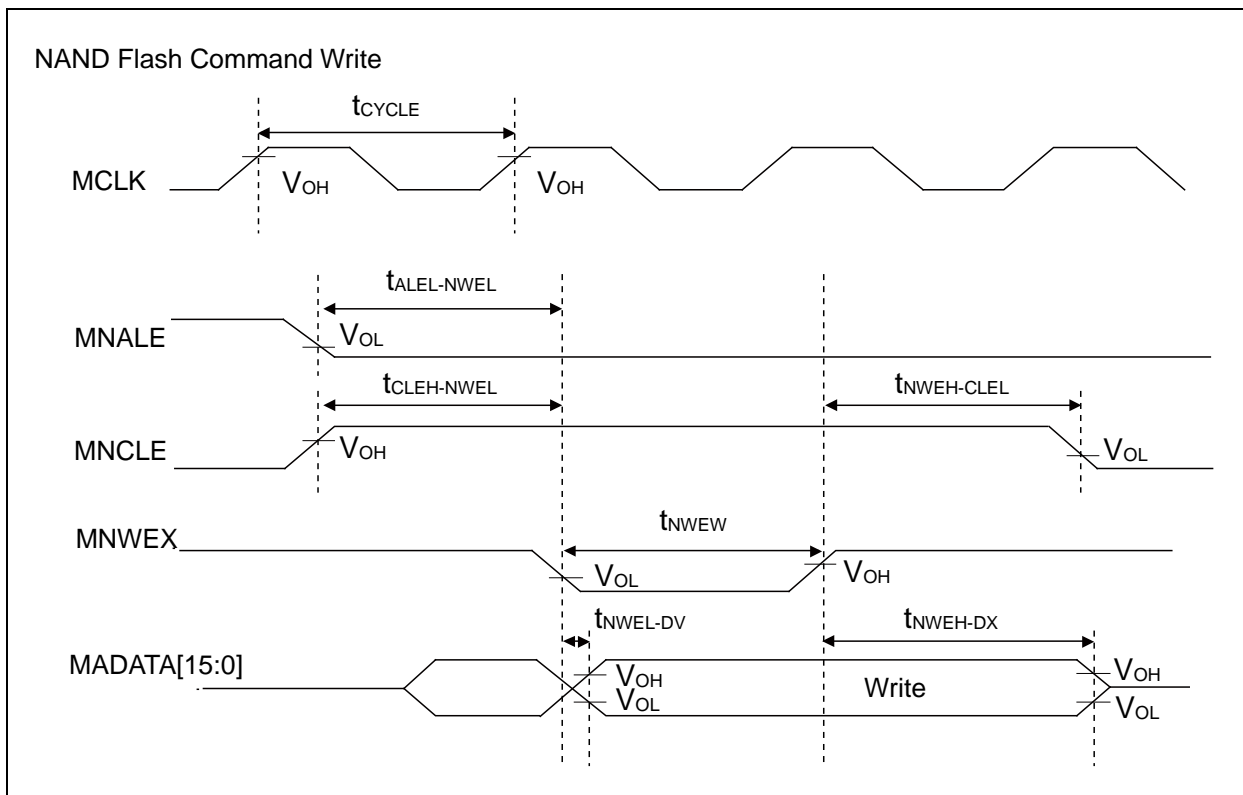 NAND Flash Command Write
tCYCLE
MCLK
VOH
VOH
tALEL-NWEL
MNALE
VOL
tCLEH-NWEL
tNWEH-CLEL
MNCLE
VOH
VOL
MNWEX
tNWEW
VOL
VOH
tNWEL-DV
tNWEH-DX
MADATA[15:0]
VOH
Write
VOH
VOL
VOL